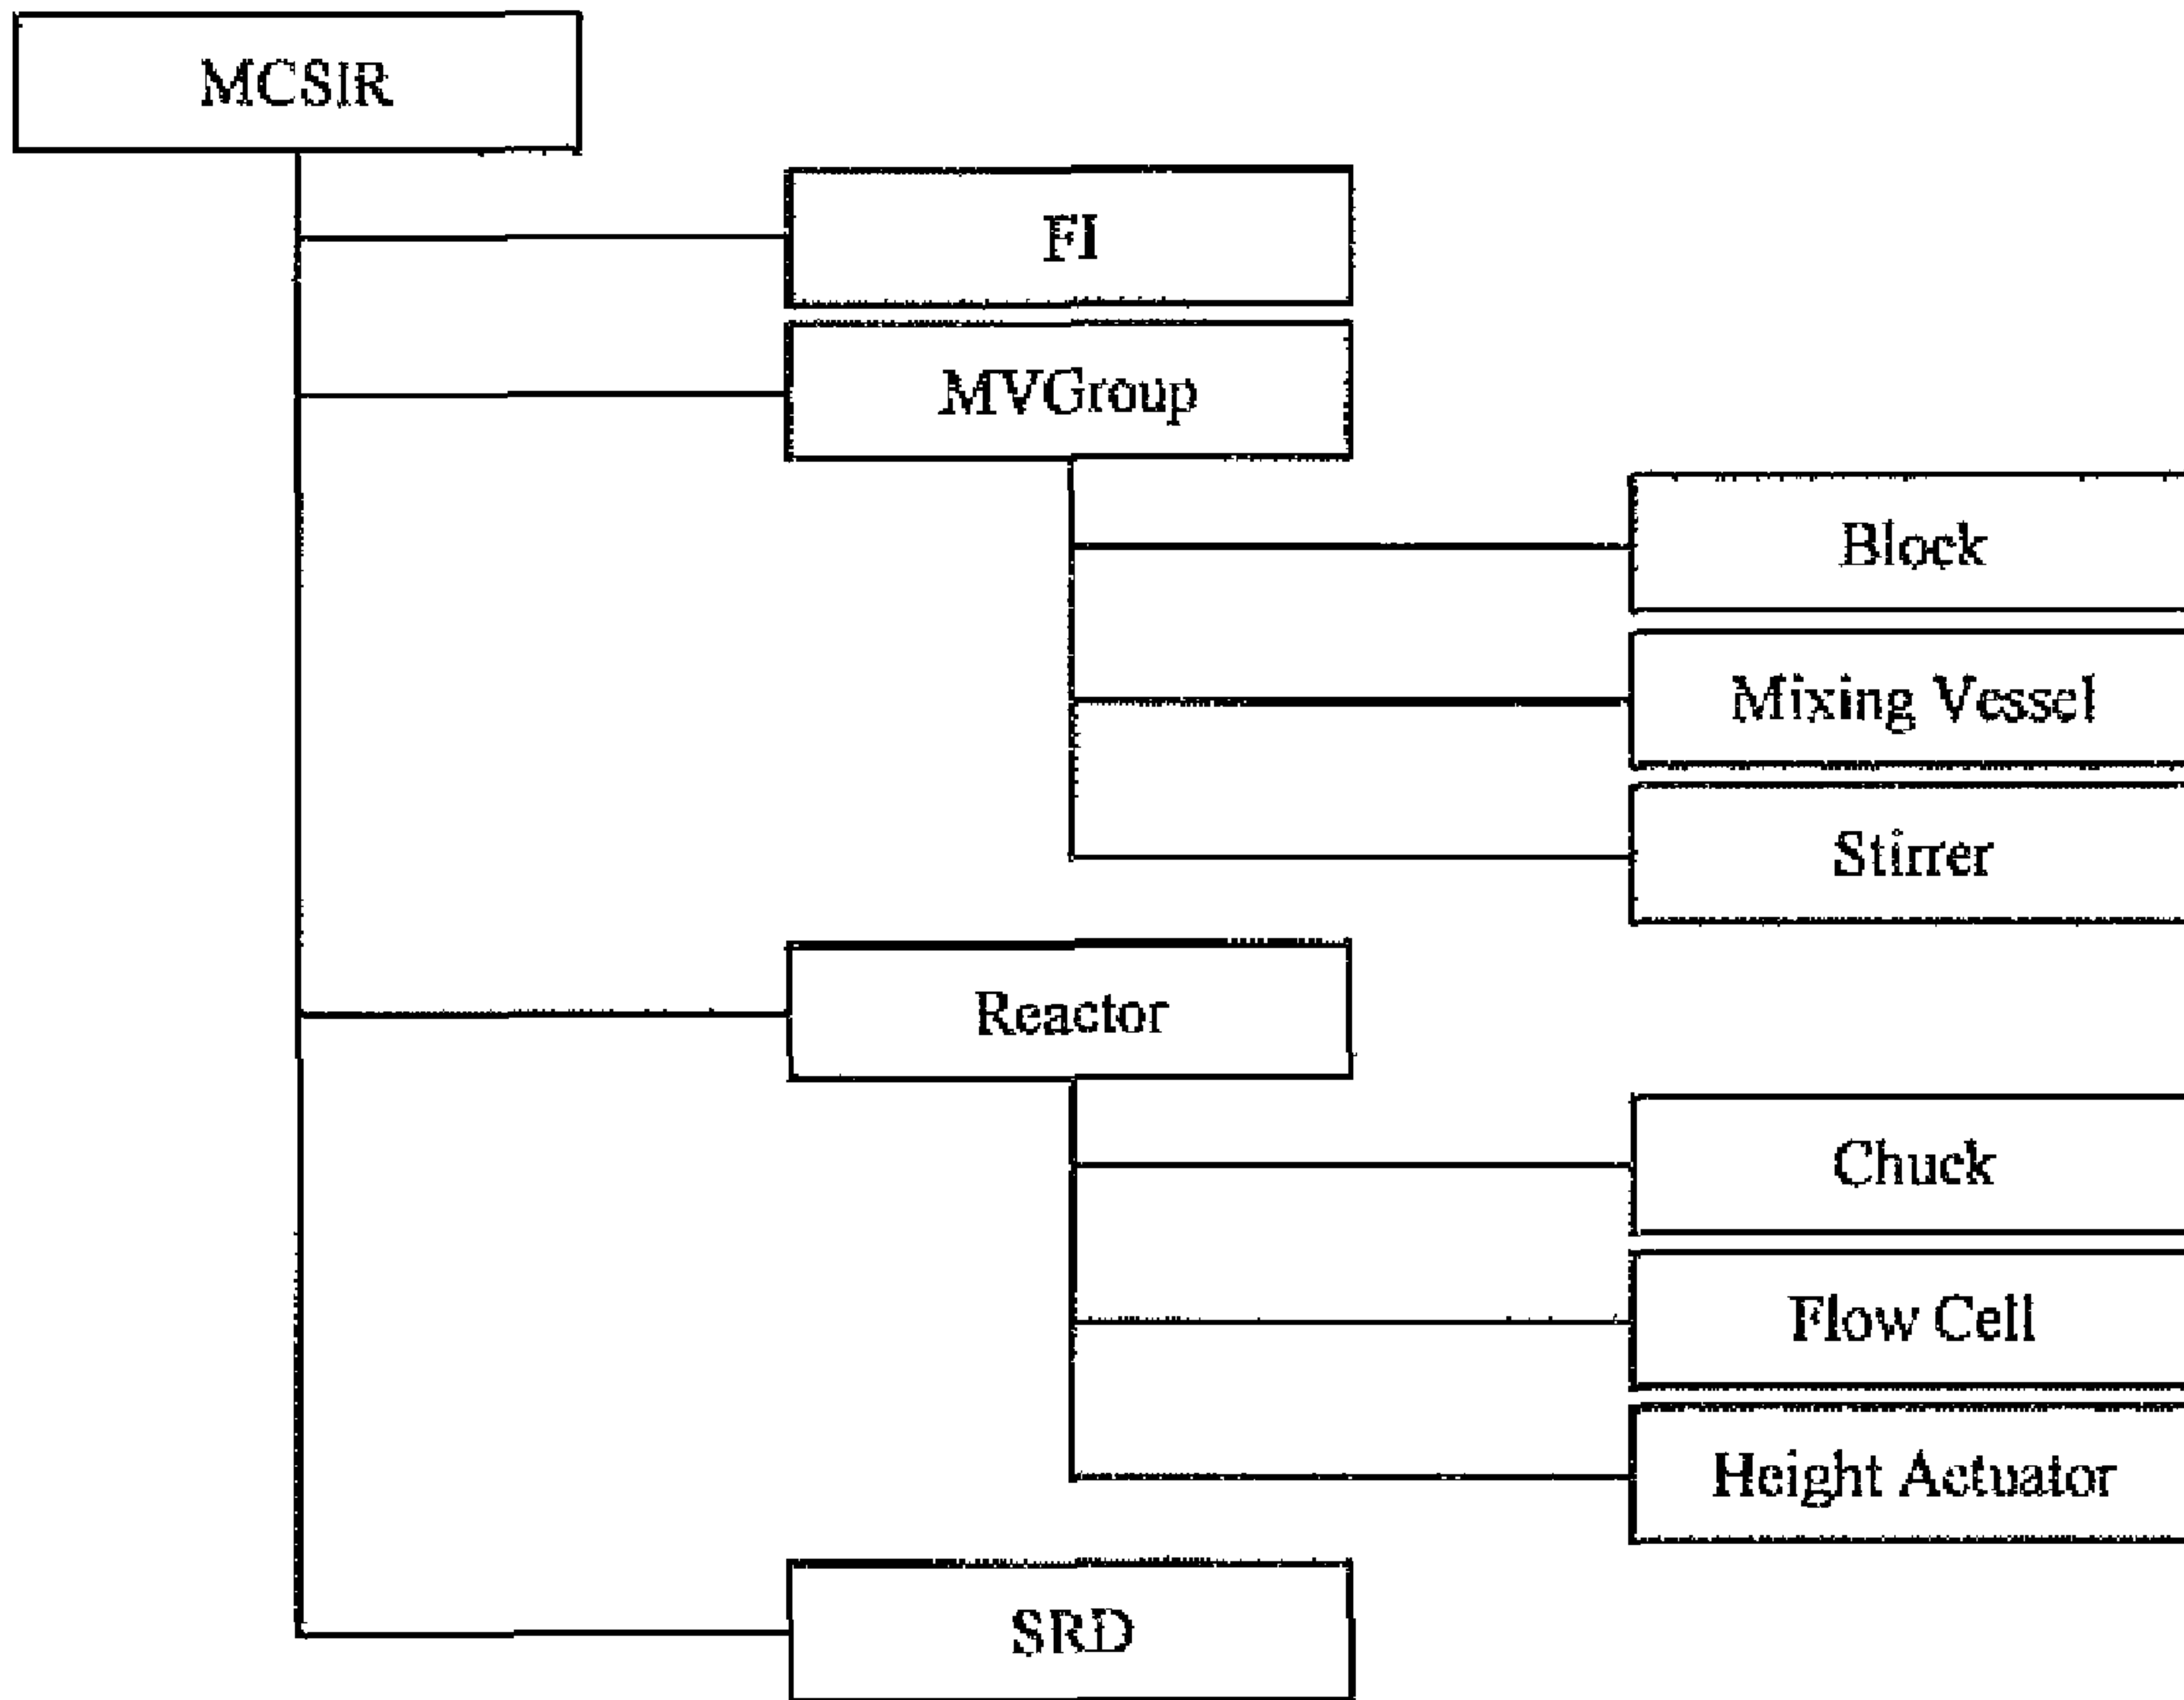 MCSIR
FI
MVGroup
Block
Mixing Vessel
Stirrer
Reactor
Chuck
Flow Cell
Height Actuator
SRD